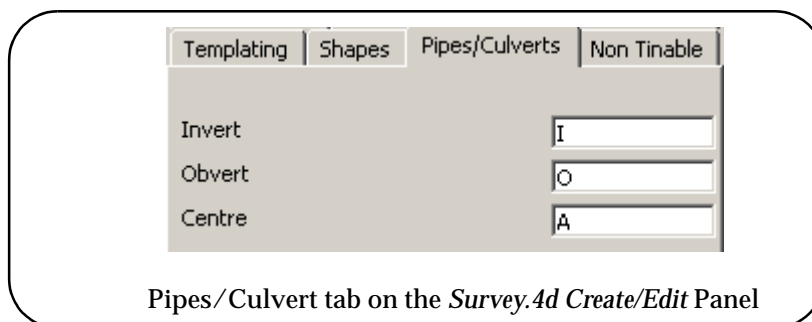 Templating Shapes Pipes/Culverts Non Tinable
Invert I
Obvert O
Centre A
Pipes/Culvert tab on the Survey.4d Create/Edit Panel